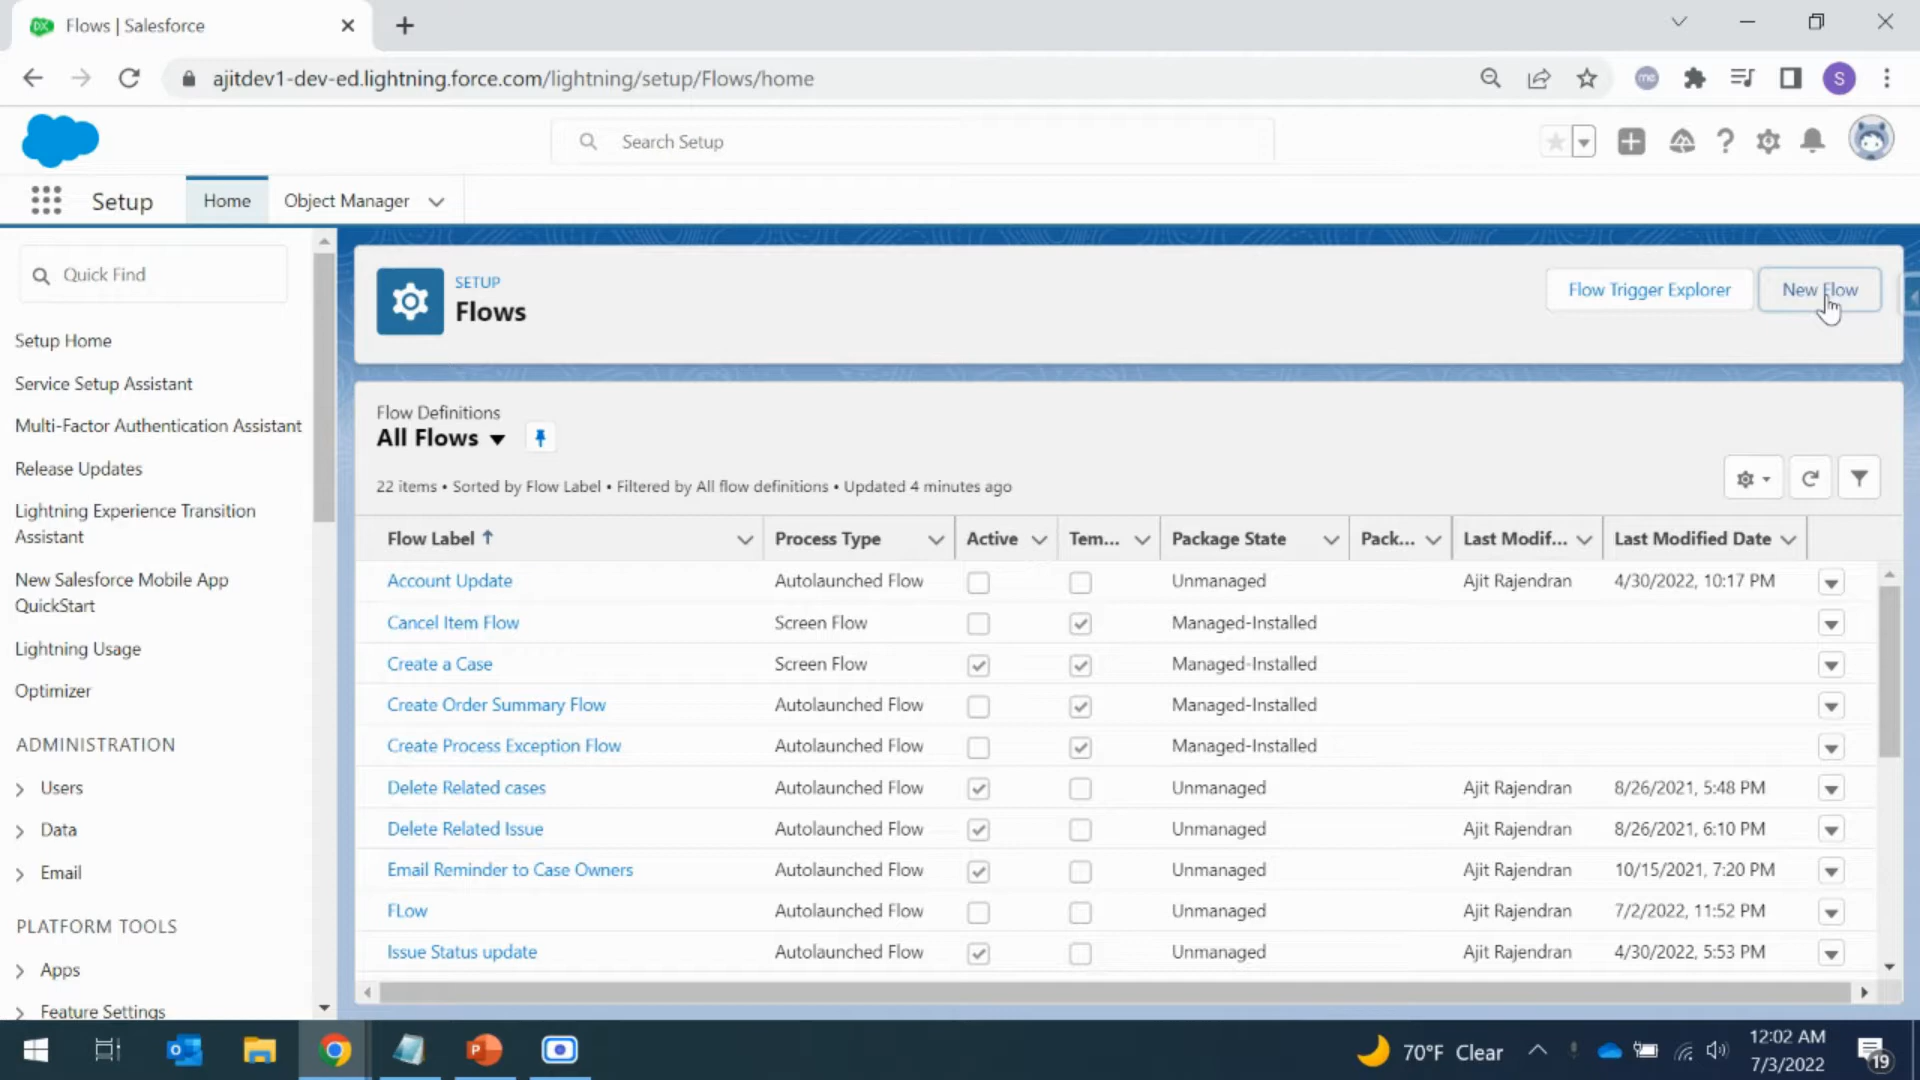 Flows | Salesforce
ajitdev1-dev-ed.lightning.force.com/lightning/setup/Flows/home
me
S
Search Setup
Setup
Home
Object Manager
Quick Find
Setup Home
Service Setup Assistant
Multi-Factor Authentication Assistant
Release Updates
Lightning Experience Transition
Assistant
New Salesforce Mobile App
QuickStart
Lightning Usage
Optimizer
ADMINISTRATION
Users
Data
Email
PLATFORM TOOLS
Apps
Feature Settings
SETUP
Flows
Flow Trigger Explorer
New Flow
Flow Definitions
All Flows
22 items • Sorted by Flow Label • Filtered by All flow definitions • Updated 4 minutes ago
Flow Label Process Type Active Tem... Package State Pack... Last Modif... Last Modified Date
Account Update Autolaunched Flow Unmanaged Ajit Rajendran 4/30/2022, 10:17 PM
Cancel Item Flow Screen Flow Managed-Installed
Create a Case Screen Flow Managed-Installed
Create Order Summary Flow Autolaunched Flow Managed-Installed
Create Process Exception Flow Autolaunched Flow Managed-Installed
Delete Related cases Autolaunched Flow Unmanaged Ajit Rajendran 8/26/2021, 5:48 PM
Delete Related Issue Autolaunched Flow Unmanaged Ajit Rajendran 8/26/2021, 6:10 PM
Email Reminder to Case Owners Autolaunched Flow Unmanaged Ajit Rajendran 10/15/2021, 7:20 PM
FLow Autolaunched Flow Unmanaged Ajit Rajendran 7/2/2022, 11:52 PM
Issue Status update Autolaunched Flow Unmanaged Ajit Rajendran 4/30/2022, 5:53 PM
70°F Clear
12:02 AM
7/3/2022
19